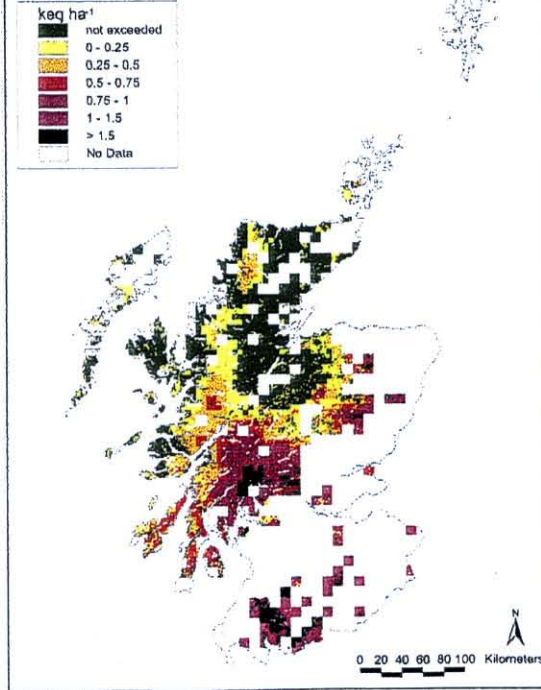 keq ha⁻¹
not exceeded
0 - 0.25
0.25 - 0.5
0.5 - 0.75
0.75 - 1
1 - 1.5
> 1.5
No Data
N
0 20 40 60 80 100 Kilometers